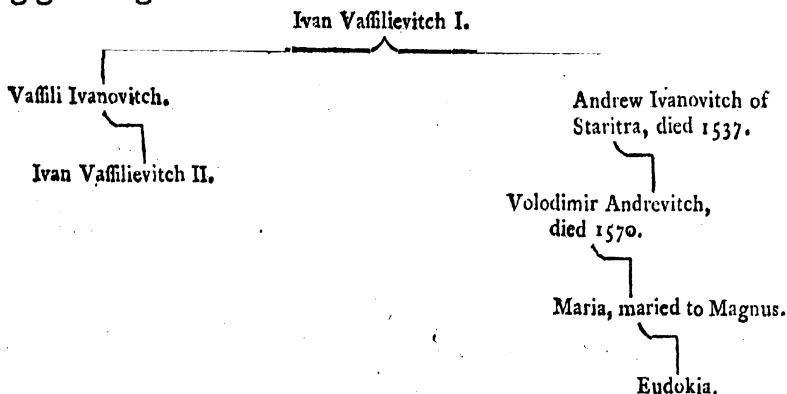 Ivan Vaſſilievitch I.
Vaſſili Ivanovitch.
Andrew Ivanovitch of
Staritra, died 1537.
Ivan Vaſſilievitch II.
Volodimir Andrevitch,
died 1570.
Maria, maried to Magnus.
Eudokia.